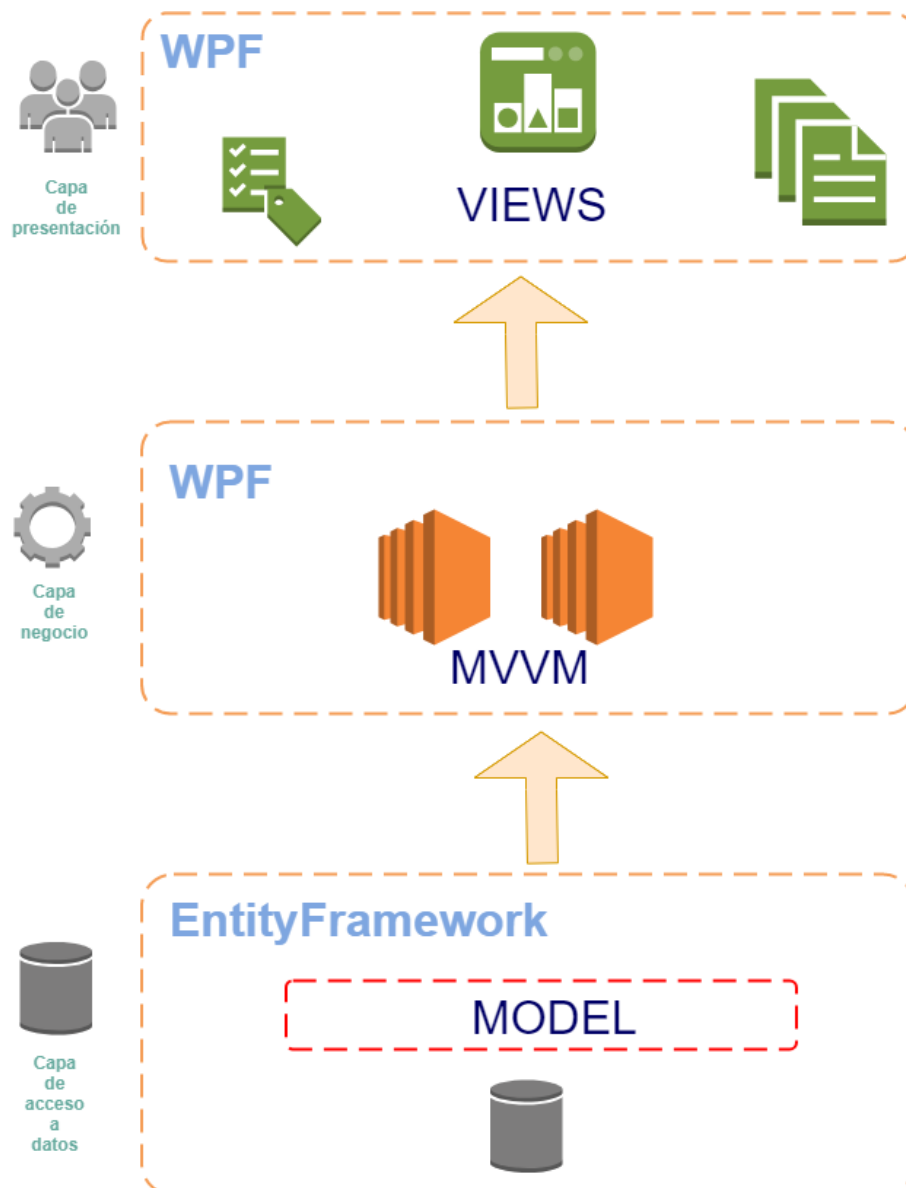 WPF
VIEWS
Capa
de
presentación
WPF
MVVM
Capa
de
negocio
EntityFramework
MODEL
Capa
de
acceso
a
datos